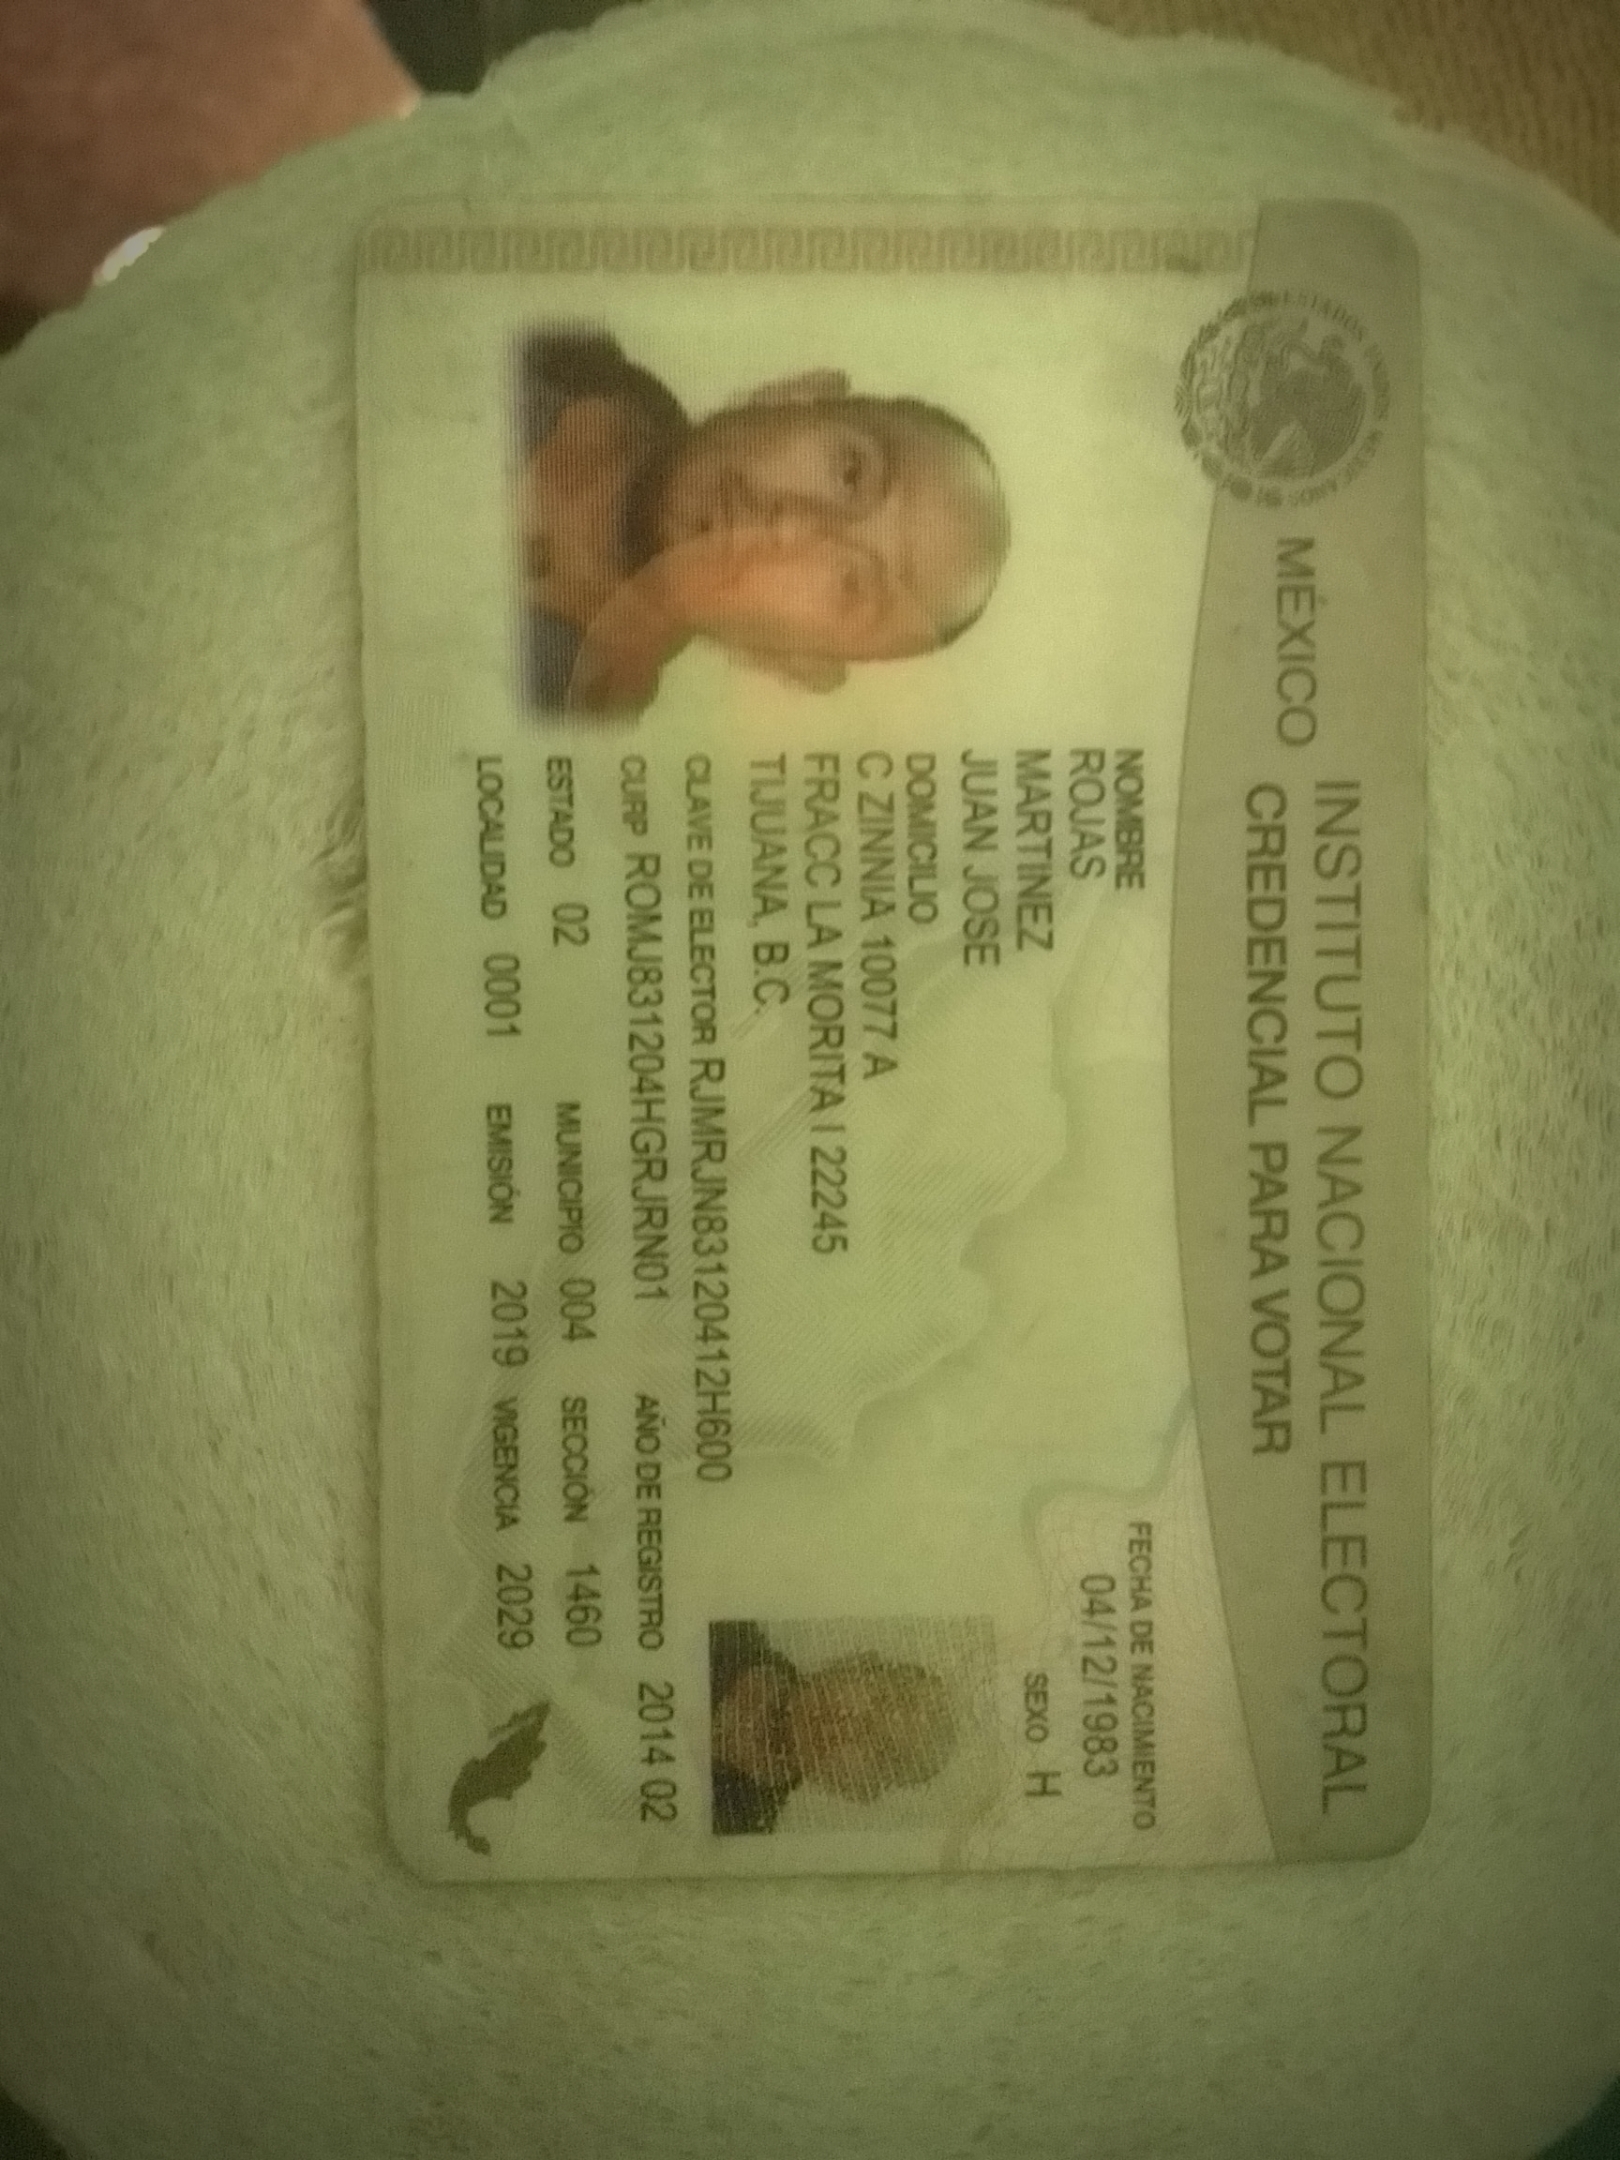 ESTADOS UNIDOS MEXICANOS
MÉXICO INSTITUTO NACIONAL ELECTORAL
CREDENCIAL PARA VOTAR
NOMBRE
ROJAS
MARTINEZ
JUAN JOSE
FECHA DE NACIMIENTO
04/12/1983
SEXO H
DOMICILIO
C ZINNIA 10077 A
FRACC LA MORITA I 22245
TIJUANA, B.C.
CLAVE DE ELECTOR RJMRJN83120412H600
CURP ROMJ831204HGRJRN01 AÑO DE REGISTRO 2014 02
ESTADO 02 MUNICIPIO 004 SECCIÓN 1460
LOCALIDAD 0001 EMISIÓN 2019 VIGENCIA 2029